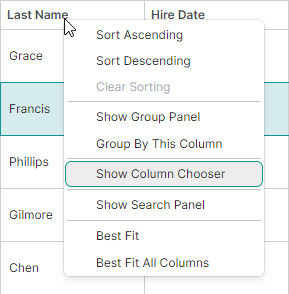 Last Name Hire Date
Sort Ascending
Grace
Sort Descending
Clear Sorting
Francis
Show Group Panel
Group By This Column
Phillips
Show Column Chooser
Show Search Panel
Gilmore
Best Fit
Chen
Best Fit All Columns